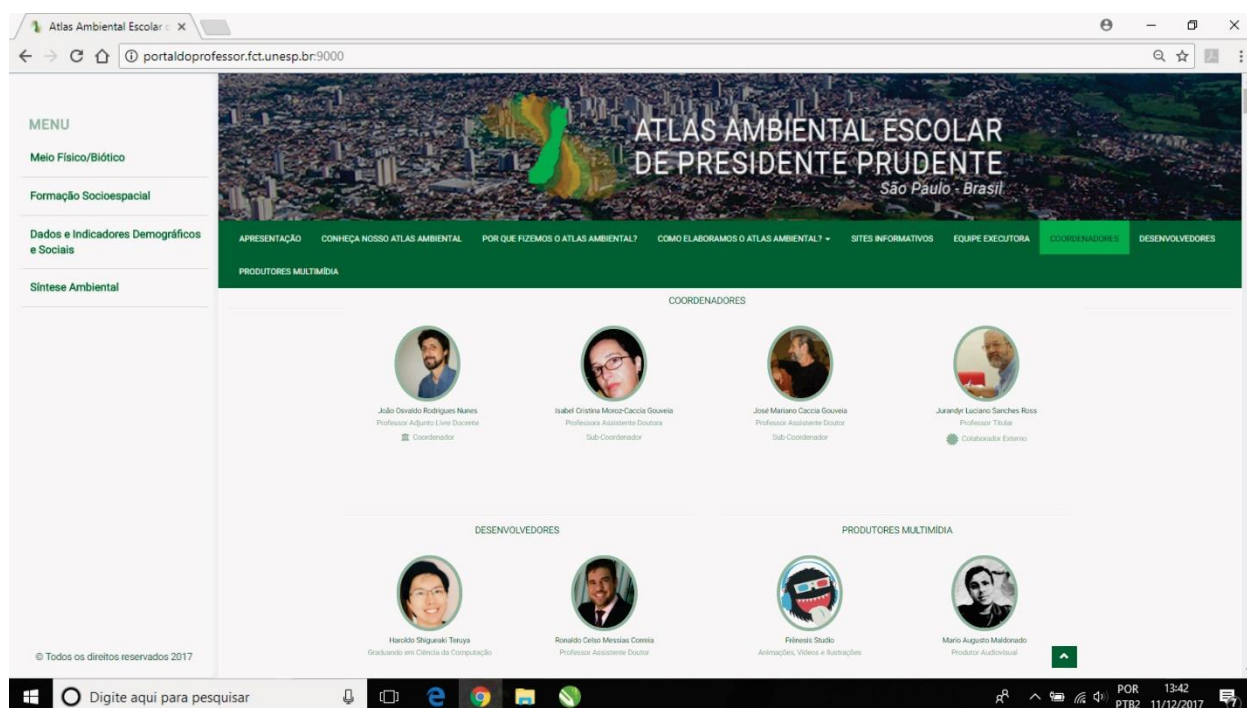 Atlas Ambiental Escolar
portaldoprofessor.fct.unesp.br:9000
MENU
Meio Físico/Biótico
Formação Socioespacial
Dados e Indicadores Demográficos
e Sociais
Síntese Ambiental
© Todos os direitos reservados 2017
ATLAS AMBIENTAL ESCOLAR
DE PRESIDENTE PRUDENTE
São Paulo - Brasil
APRESENTAÇÃO CONHEÇA NOSSO ATLAS AMBIENTAL POR QUE FIZEMOS O ATLAS AMBIENTAL? COMO ELABORAMOS O ATLAS AMBIENTAL? SITES INFORMATIVOS EQUIPE EXECUTORA COORDENADORES DESENVOLVEDORES
PRODUTORES MULTIMÍDIA
COORDENADORES
João Osvaldo Rodrigues Nunes
Professor Adjunto Livre Docente
Coordenador
Isabel Cristina Moroz-Caccia Gouveia
Professora Assistente Doutora
Sub-Coordenador
José Mariano Caccia Gouveia
Professor Assistente Doutor
Sub-Coordenador
Jurandyr Luciano Sanches Ross
Professor Titular
Colaborador Externo
DESENVOLVEDORES
Haroldo Shigueaki Teruya
Graduando em Ciência da Computação
Ronaldo Celso Messias Correia
Professor Assistente Doutor
PRODUTORES MULTIMÍDIA
Frênesis Studio
Animações, Vídeos e Ilustrações
Mario Augusto Maldonado
Produtor Audiovisual
Digite aqui para pesquisar
POR
PTB2
13:42
11/12/2017